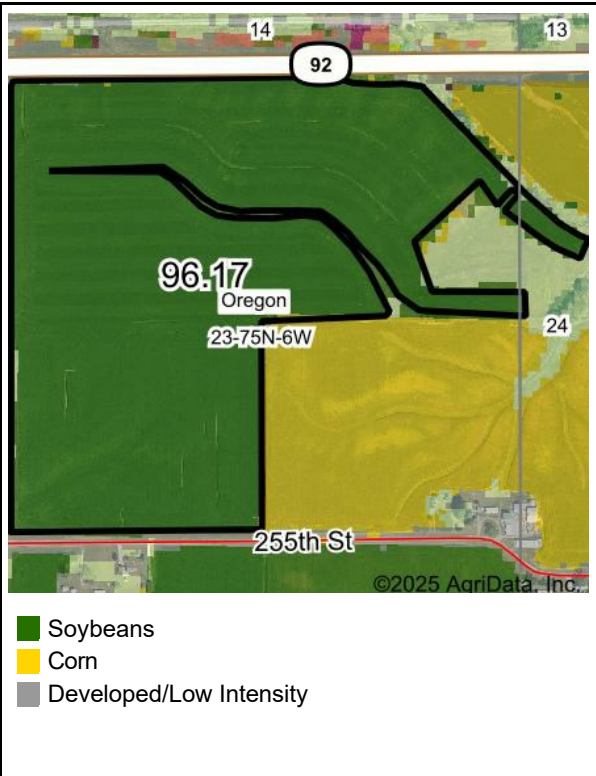 14
13
92
96.17
Oregon
23-75N-6W
24
255th St
©2025 AgriData, Inc.
Soybeans
Corn
Developed/Low Intensity